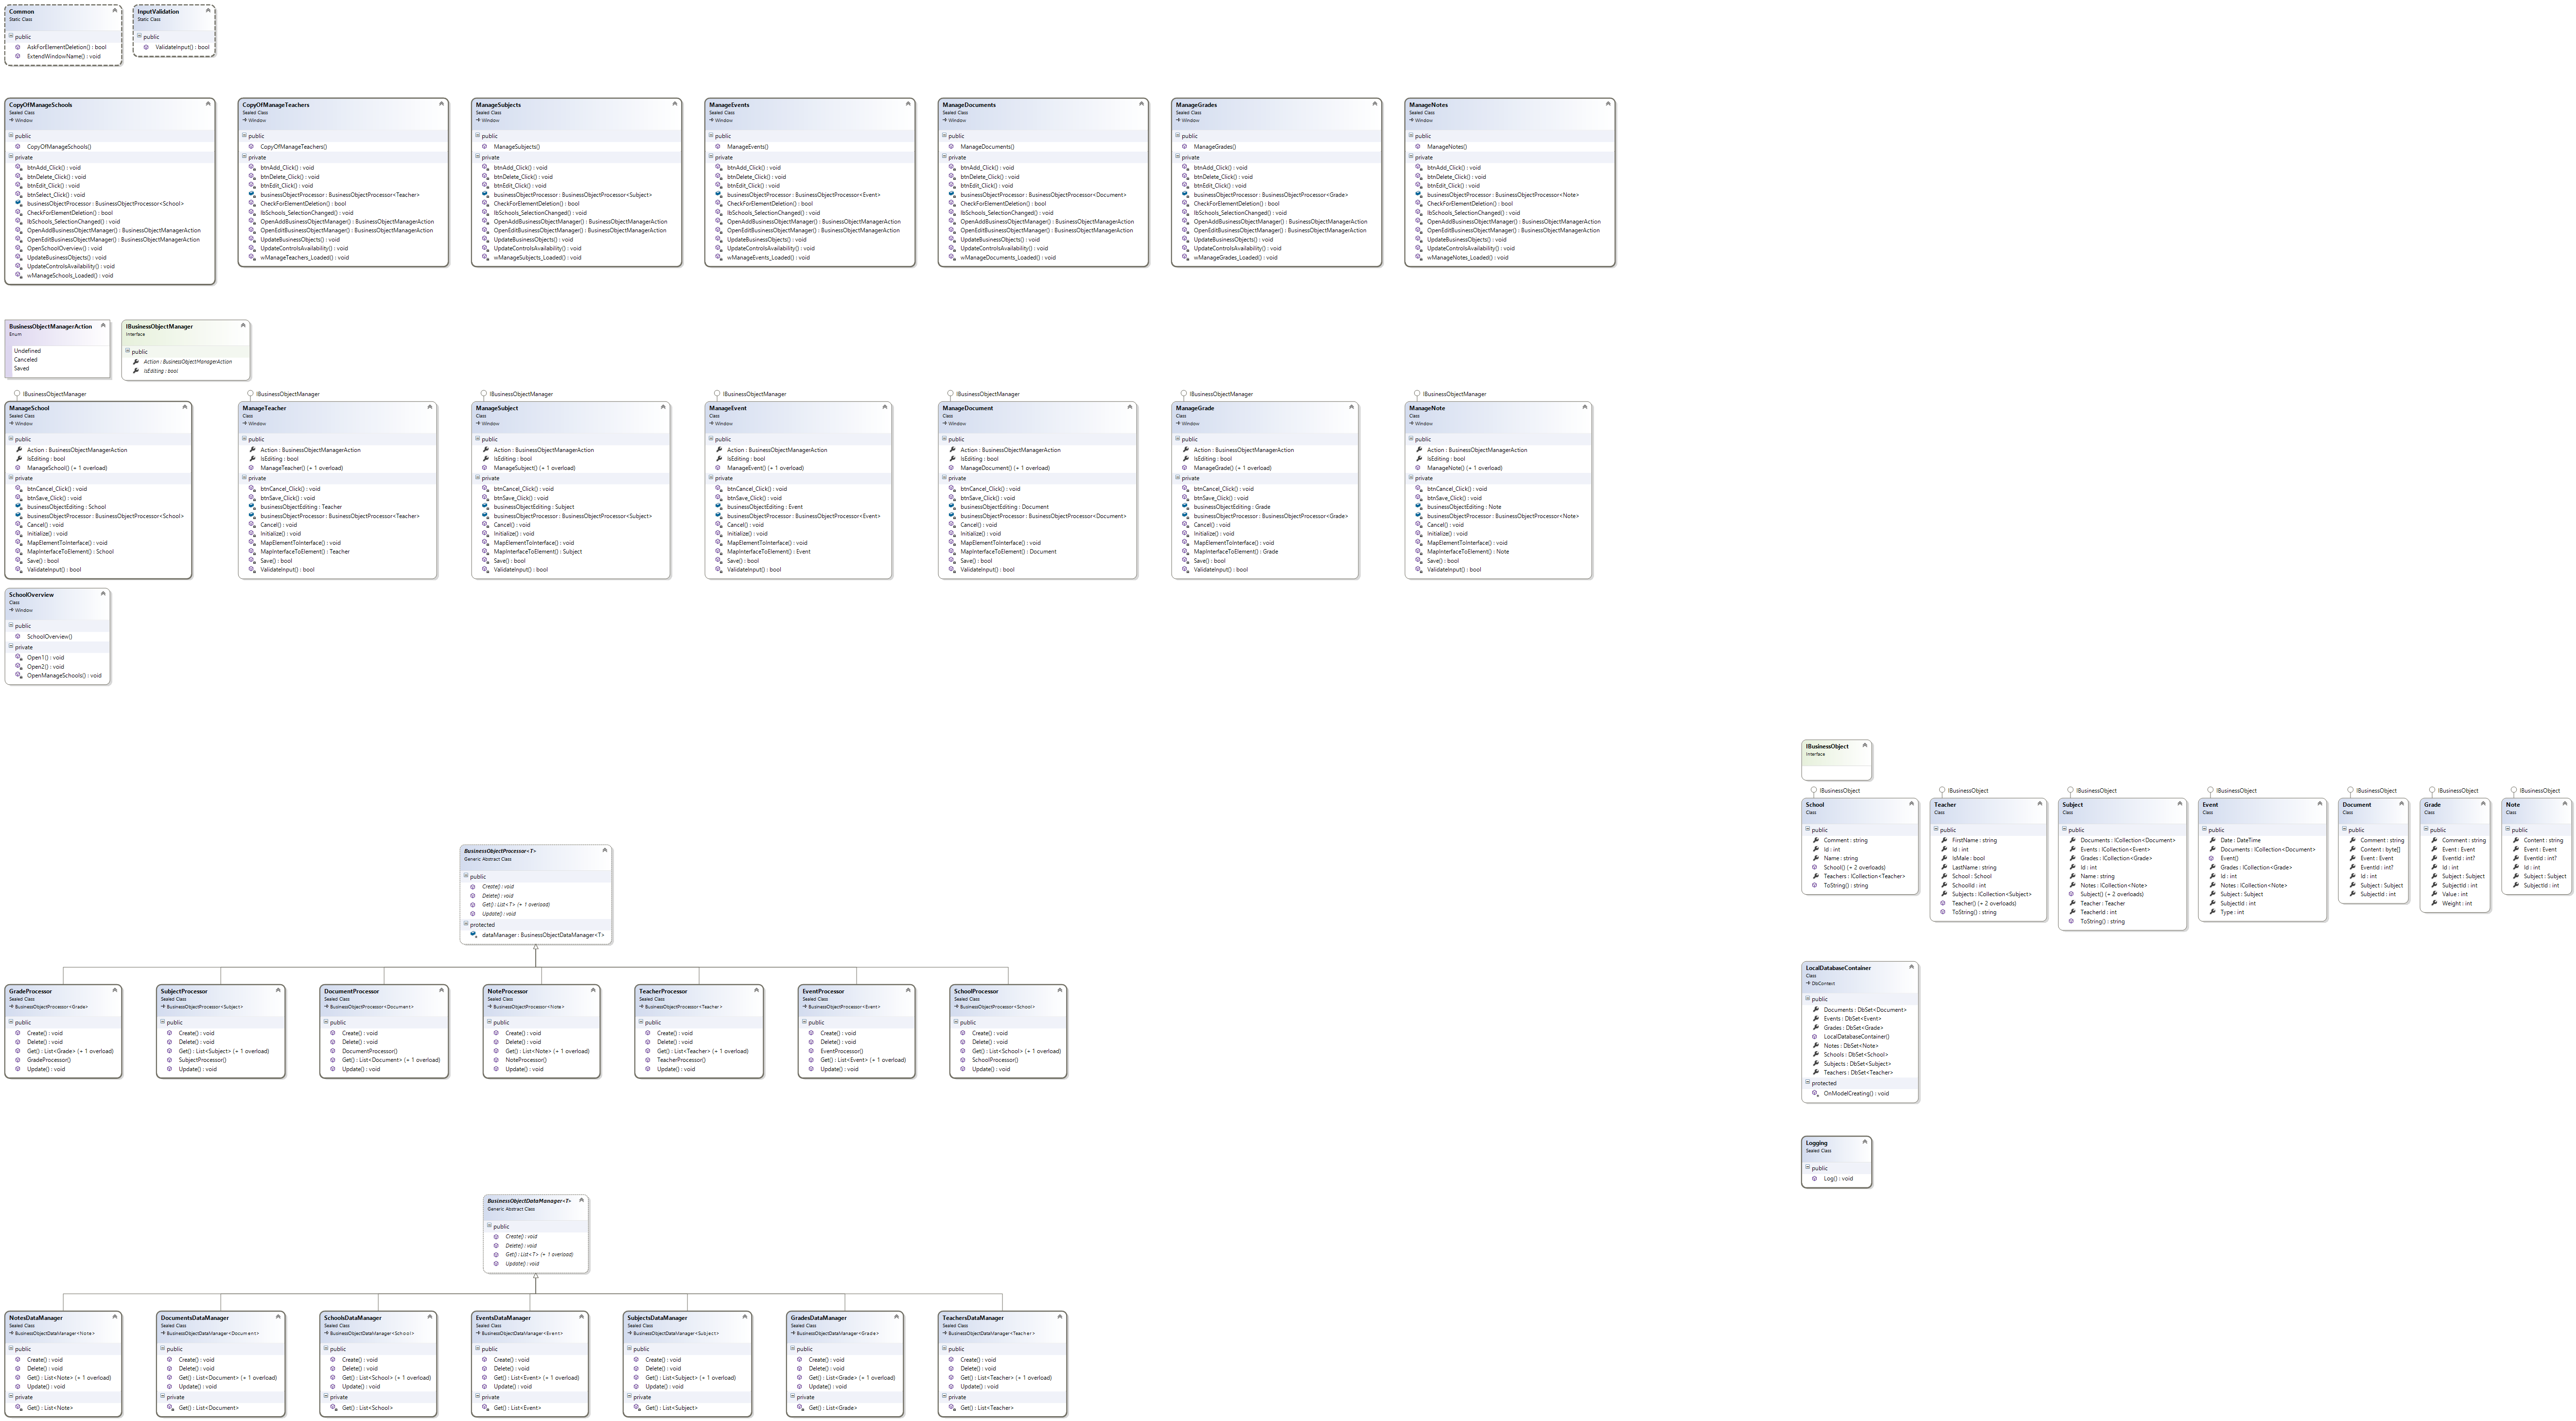 Common
Static Class
public
AskForElementDeletion() : bool
ExtendWindowName() : void
InputValidation
Static Class
public
ValidateInput() : bool
CopyOfManageSchools
Sealed Class
Window
public
CopyOfManageSchools()
private
btnAdd_Click() : void
btnDelete_Click() : void
btnEdit_Click() : void
btnSelect_Click() : void
businessObjectProcessor : BusinessObjectProcessor<School>
CheckForElementDeletion() : bool
lbSchools_SelectionChanged() : void
OpenAddBusinessObjectManager() : BusinessObjectManagerAction
OpenEditBusinessObjectManager() : BusinessObjectManagerAction
OpenSchoolOverview() : void
UpdateBusinessObjects() : void
UpdateControlsAvailability() : void
wManageSchools_Loaded() : void
CopyOfManageTeachers
Sealed Class
Window
public
CopyOfManageTeachers()
private
btnAdd_Click() : void
btnDelete_Click() : void
btnEdit_Click() : void
businessObjectProcessor : BusinessObjectProcessor<Teacher>
CheckForElementDeletion() : bool
lbSchools_SelectionChanged() : void
OpenAddBusinessObjectManager() : BusinessObjectManagerAction
OpenEditBusinessObjectManager() : BusinessObjectManagerAction
UpdateBusinessObjects() : void
UpdateControlsAvailability() : void
wManageTeachers_Loaded() : void
ManageSubjects
Sealed Class
Window
public
ManageSubjects()
private
btnAdd_Click() : void
btnDelete_Click() : void
btnEdit_Click() : void
businessObjectProcessor : BusinessObjectProcessor<Subject>
CheckForElementDeletion() : bool
lbSchools_SelectionChanged() : void
OpenAddBusinessObjectManager() : BusinessObjectManagerAction
OpenEditBusinessObjectManager() : BusinessObjectManagerAction
UpdateBusinessObjects() : void
UpdateControlsAvailability() : void
wManageSubjects_Loaded() : void
ManageEvents
Sealed Class
Window
public
ManageEvents()
private
btnAdd_Click() : void
btnDelete_Click() : void
btnEdit_Click() : void
businessObjectProcessor : BusinessObjectProcessor<Event>
CheckForElementDeletion() : bool
lbSchools_SelectionChanged() : void
OpenAddBusinessObjectManager() : BusinessObjectManagerAction
OpenEditBusinessObjectManager() : BusinessObjectManagerAction
UpdateBusinessObjects() : void
UpdateControlsAvailability() : void
wManageEvents_Loaded() : void
ManageDocuments
Sealed Class
Window
public
ManageDocuments()
private
btnAdd_Click() : void
btnDelete_Click() : void
btnEdit_Click() : void
businessObjectProcessor : BusinessObjectProcessor<Document>
CheckForElementDeletion() : bool
lbSchools_SelectionChanged() : void
OpenAddBusinessObjectManager() : BusinessObjectManagerAction
OpenEditBusinessObjectManager() : BusinessObjectManagerAction
UpdateBusinessObjects() : void
UpdateControlsAvailability() : void
wManageDocuments_Loaded() : void
ManageGrades
Sealed Class
Window
public
ManageGrades()
private
btnAdd_Click() : void
btnDelete_Click() : void
btnEdit_Click() : void
businessObjectProcessor : BusinessObjectProcessor<Grade>
CheckForElementDeletion() : bool
lbSchools_SelectionChanged() : void
OpenAddBusinessObjectManager() : BusinessObjectManagerAction
OpenEditBusinessObjectManager() : BusinessObjectManagerAction
UpdateBusinessObjects() : void
UpdateControlsAvailability() : void
wManageGrades_Loaded() : void
ManageNotes
Sealed Class
Window
public
ManageNotes()
private
btnAdd_Click() : void
btnDelete_Click() : void
btnEdit_Click() : void
businessObjectProcessor : BusinessObjectProcessor<Note>
CheckForElementDeletion() : bool
lbSchools_SelectionChanged() : void
OpenAddBusinessObjectManager() : BusinessObjectManagerAction
OpenEditBusinessObjectManager() : BusinessObjectManagerAction
UpdateBusinessObjects() : void
UpdateControlsAvailability() : void
wManageNotes_Loaded() : void
BusinessObjectManagerAction
Enum
Undefined
Canceled
Saved
IBusinessObjectManager
Interface
public
Action : BusinessObjectManagerAction
IsEditing : bool
IBusinessObjectManager
ManageSchool
Sealed Class
Window
public
Action : BusinessObjectManagerAction
IsEditing : bool
ManageSchool() (+ 1 overload)
private
btnCancel_Click() : void
btnSave_Click() : void
businessObjectEditing : School
businessObjectProcessor : BusinessObjectProcessor<School>
Cancel() : void
Initialize() : void
MapElementToInterface() : void
MapInterfaceToElement() : School
Save() : bool
ValidateInput() : bool
IBusinessObjectManager
ManageTeacher
Class
Window
public
Action : BusinessObjectManagerAction
IsEditing : bool
ManageTeacher() (+ 1 overload)
private
btnCancel_Click() : void
btnSave_Click() : void
businessObjectEditing : Teacher
businessObjectProcessor : BusinessObjectProcessor<Teacher>
Cancel() : void
Initialize() : void
MapElementToInterface() : void
MapInterfaceToElement() : Teacher
Save() : bool
ValidateInput() : bool
IBusinessObjectManager
ManageSubject
Class
Window
public
Action : BusinessObjectManagerAction
IsEditing : bool
ManageSubject() (+ 1 overload)
private
btnCancel_Click() : void
btnSave_Click() : void
businessObjectEditing : Subject
businessObjectProcessor : BusinessObjectProcessor<Subject>
Cancel() : void
Initialize() : void
MapElementToInterface() : void
MapInterfaceToElement() : Subject
Save() : bool
ValidateInput() : bool
IBusinessObjectManager
ManageEvent
Class
Window
public
Action : BusinessObjectManagerAction
IsEditing : bool
ManageEvent() (+ 1 overload)
private
btnCancel_Click() : void
btnSave_Click() : void
businessObjectEditing : Event
businessObjectProcessor : BusinessObjectProcessor<Event>
Cancel() : void
Initialize() : void
MapElementToInterface() : void
MapInterfaceToElement() : Event
Save() : bool
ValidateInput() : bool
IBusinessObjectManager
ManageDocument
Class
Window
public
Action : BusinessObjectManagerAction
IsEditing : bool
ManageDocument() (+ 1 overload)
private
btnCancel_Click() : void
btnSave_Click() : void
businessObjectEditing : Document
businessObjectProcessor : BusinessObjectProcessor<Document>
Cancel() : void
Initialize() : void
MapElementToInterface() : void
MapInterfaceToElement() : Document
Save() : bool
ValidateInput() : bool
IBusinessObjectManager
ManageGrade
Class
Window
public
Action : BusinessObjectManagerAction
IsEditing : bool
ManageGrade() (+ 1 overload)
private
btnCancel_Click() : void
btnSave_Click() : void
businessObjectEditing : Grade
businessObjectProcessor : BusinessObjectProcessor<Grade>
Cancel() : void
Initialize() : void
MapElementToInterface() : void
MapInterfaceToElement() : Grade
Save() : bool
ValidateInput() : bool
IBusinessObjectManager
ManageNote
Class
Window
public
Action : BusinessObjectManagerAction
IsEditing : bool
ManageNote() (+ 1 overload)
private
btnCancel_Click() : void
btnSave_Click() : void
businessObjectEditing : Note
businessObjectProcessor : BusinessObjectProcessor<Note>
Cancel() : void
Initialize() : void
MapElementToInterface() : void
MapInterfaceToElement() : Note
Save() : bool
ValidateInput() : bool
SchoolOverview
Class
Window
public
SchoolOverview()
private
Open1() : void
Open2() : void
OpenManageSchools() : void
IBusinessObject
Interface
IBusinessObject
School
Class
public
Comment : string
Id : int
Name : string
School() (+ 2 overloads)
Teachers : ICollection<Teacher>
ToString() : string
IBusinessObject
Teacher
Class
public
FirstName : string
Id : int
IsMale : bool
LastName : string
School : School
SchoolId : int
Subjects : ICollection<Subject>
Teacher() (+ 2 overloads)
ToString() : string
IBusinessObject
Subject
Class
public
Documents : ICollection<Document>
Events : ICollection<Event>
Grades : ICollection<Grade>
Id : int
Name : string
Notes : ICollection<Note>
Subject() (+ 2 overloads)
Teacher : Teacher
TeacherId : int
ToString() : string
IBusinessObject
Event
Class
public
Date : DateTime
Documents : ICollection<Document>
Event()
Grades : ICollection<Grade>
Id : int
Notes : ICollection<Note>
Subject : Subject
SubjectId : int
Type : int
IBusinessObject
Document
Class
public
Comment : string
Content : byte[]
Event : Event
EventId : int?
Id : int
Subject : Subject
SubjectId : int
IBusinessObject
Grade
Class
public
Comment : string
Event : Event
EventId : int?
Id : int
Subject : Subject
SubjectId : int
Value : int
Weight : int
IBusinessObject
Note
Class
public
Content : string
Event : Event
EventId : int?
Id : int
Subject : Subject
SubjectId : int
BusinessObjectProcessor<T>
Generic Abstract Class
public
Create() : void
Delete() : void
Get() : List<T> (+ 1 overload)
Update() : void
protected
dataManager : BusinessObjectDataManager<T>
GradeProcessor
Sealed Class
BusinessObjectProcessor<Grade>
public
Create() : void
Delete() : void
Get() : List<Grade> (+ 1 overload)
GradeProcessor()
Update() : void
SubjectProcessor
Sealed Class
BusinessObjectProcessor<Subject>
public
Create() : void
Delete() : void
Get() : List<Subject> (+ 1 overload)
SubjectProcessor()
Update() : void
DocumentProcessor
Sealed Class
BusinessObjectProcessor<Document>
public
Create() : void
Delete() : void
DocumentProcessor()
Get() : List<Document> (+ 1 overload)
Update() : void
NoteProcessor
Sealed Class
BusinessObjectProcessor<Note>
public
Create() : void
Delete() : void
Get() : List<Note> (+ 1 overload)
NoteProcessor()
Update() : void
TeacherProcessor
Sealed Class
BusinessObjectProcessor<Teacher>
public
Create() : void
Delete() : void
Get() : List<Teacher> (+ 1 overload)
TeacherProcessor()
Update() : void
EventProcessor
Sealed Class
BusinessObjectProcessor<Event>
public
Create() : void
Delete() : void
EventProcessor()
Get() : List<Event> (+ 1 overload)
Update() : void
SchoolProcessor
Sealed Class
BusinessObjectProcessor<School>
public
Create() : void
Delete() : void
Get() : List<School> (+ 1 overload)
SchoolProcessor()
Update() : void
LocalDatabaseContainer
Class
DbContext
public
Documents : DbSet<Document>
Events : DbSet<Event>
Grades : DbSet<Grade>
LocalDatabaseContainer()
Notes : DbSet<Note>
Schools : DbSet<School>
Subjects : DbSet<Subject>
Teachers : DbSet<Teacher>
protected
OnModelCreating() : void
Logging
Sealed Class
public
Log() : void
BusinessObjectDataManager<T>
Generic Abstract Class
public
Create() : void
Delete() : void
Get() : List<T> (+ 1 overload)
Update() : void
NotesDataManager
Sealed Class
BusinessObjectDataManager<Note>
public
Create() : void
Delete() : void
Get() : List<Note> (+ 1 overload)
Update() : void
private
Get() : List<Note>
DocumentsDataManager
Sealed Class
BusinessObjectDataManager<Document>
public
Create() : void
Delete() : void
Get() : List<Document> (+ 1 overload)
Update() : void
private
Get() : List<Document>
SchoolsDataManager
Sealed Class
BusinessObjectDataManager<School>
public
Create() : void
Delete() : void
Get() : List<School> (+ 1 overload)
Update() : void
private
Get() : List<School>
EventsDataManager
Sealed Class
BusinessObjectDataManager<Event>
public
Create() : void
Delete() : void
Get() : List<Event> (+ 1 overload)
Update() : void
private
Get() : List<Event>
SubjectsDataManager
Sealed Class
BusinessObjectDataManager<Subject>
public
Create() : void
Delete() : void
Get() : List<Subject> (+ 1 overload)
Update() : void
private
Get() : List<Subject>
GradesDataManager
Sealed Class
BusinessObjectDataManager<Grade>
public
Create() : void
Delete() : void
Get() : List<Grade> (+ 1 overload)
Update() : void
private
Get() : List<Grade>
TeachersDataManager
Sealed Class
BusinessObjectDataManager<Teacher>
public
Create() : void
Delete() : void
Get() : List<Teacher> (+ 1 overload)
Update() : void
private
Get() : List<Teacher>